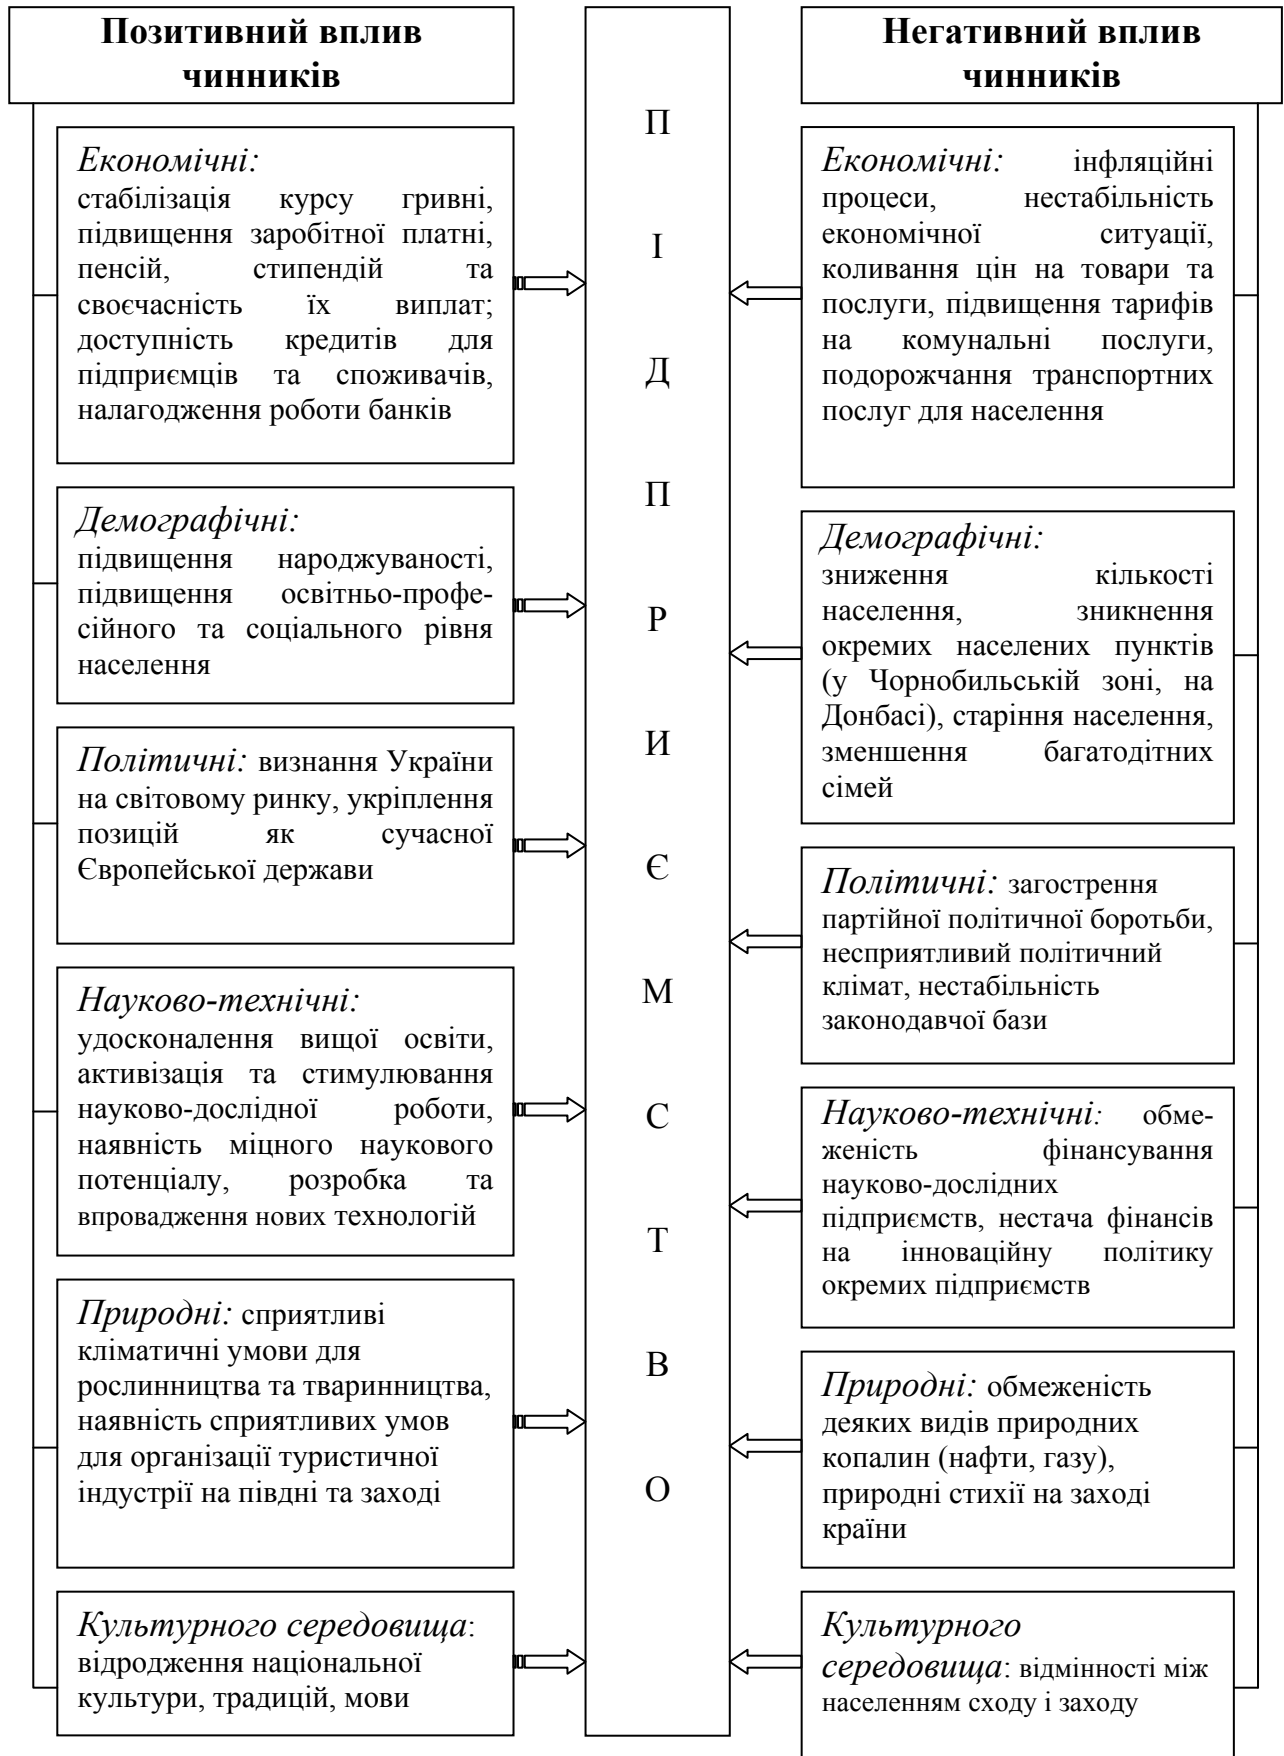 Позитивний вплив
чинників
Економічні:
стабілізація курсу гривні,
підвищення заробітної платні,
пенсій, стипендій та
своєчасність їх виплат;
доступність кредитів для
підприємців та споживачів,
налагодження роботи банків
Демографічні:
підвищення народжуваності,
підвищення освітньо-профе-
сійного та соціального рівня
населення
Політичні: визнання України
на світовому ринку, укріплення
позицій як сучасної
Європейської держави
Науково-технічні:
удосконалення вищої освіти,
активізація та стимулювання
науково-дослідної роботи,
наявність міцного наукового
потенціалу, розробка та
впровадження нових технологій
Природні: сприятливі
кліматичні умови для
рослинництва та тваринництва,
наявність сприятливих умов
для організації туристичної
індустрії на півдні та заході
Культурного середовища:
відродження національної
культури, традицій, мови
П
І
Д
П
Р
И
Є
М
С
Т
В
О
Негативний вплив
чинників
Економічні: інфляційні
процеси, нестабільність
економічної ситуації,
коливання цін на товари та
послуги, підвищення тарифів
на комунальні послуги,
подорожчання транспортних
послуг для населення
Демографічні:
зниження кількості
населення, зникнення
окремих населених пунктів
(у Чорнобильській зоні, на
Донбасі), старіння населення,
зменшення багатодітних
сімей
Політичні: загострення
партійної політичної боротьби,
несприятливий політичний
клімат, нестабільність
законодавчої бази
Науково-технічні: обме-
женість фінансування
науково-дослідних
підприємств, нестача фінансів
на інноваційну політику
окремих підприємств
Природні: обмеженість
деяких видів природних
копалин (нафти, газу),
природні стихії на заході
країни
Культурного
середовища: відмінності між
населенням сходу і заходу